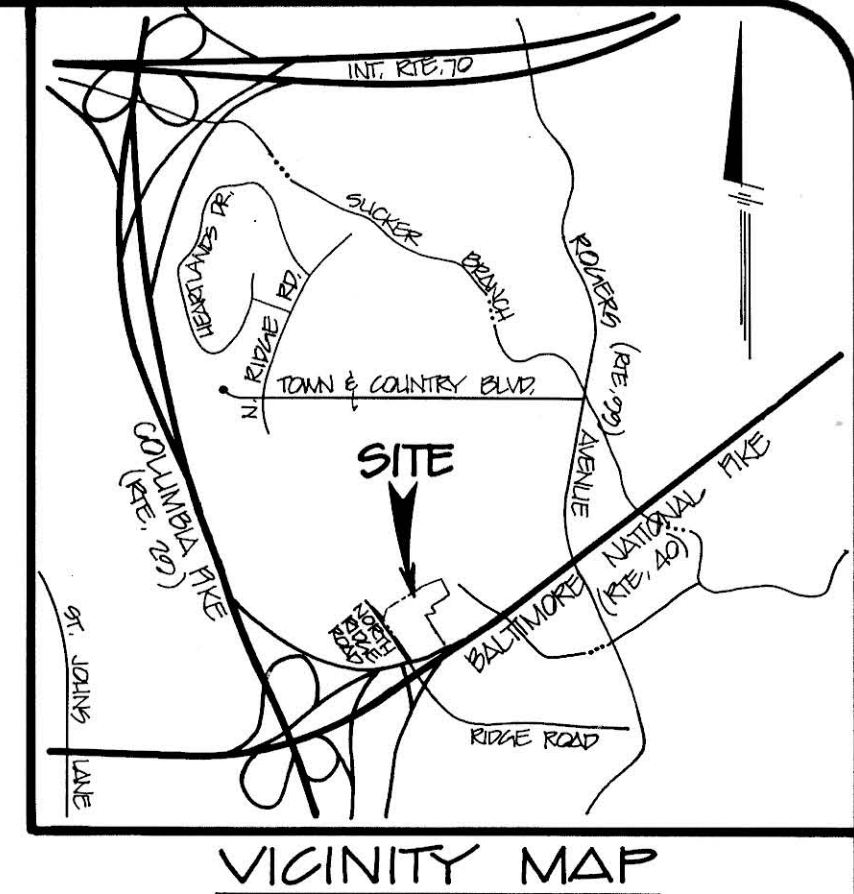 INT. RTE. 70
HEARTLANDS DR.
SUCKER
BRANCH
ROGERS (RTE. 99)
AVENUE
N. RIDGE RD.
TOWN & COUNTRY BLVD.
COLUMBIA PIKE
(RTE. 29)
SITE
BALTIMORE NATIONAL PIKE
(RTE. 40)
NORTH
RIDGE
ROAD
ST. JOHNS LANE
RIDGE ROAD
VICINITY MAP